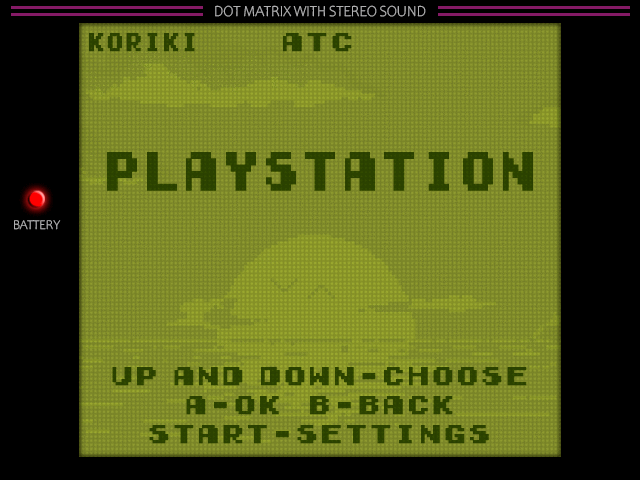 DOT MATRIX WITH STEREO SOUND
KORIKI ATC
PLAYSTATION
BATTERY
UP AND DOWN-CHOOSE
A-OK B-BACK
START-SETTINGS